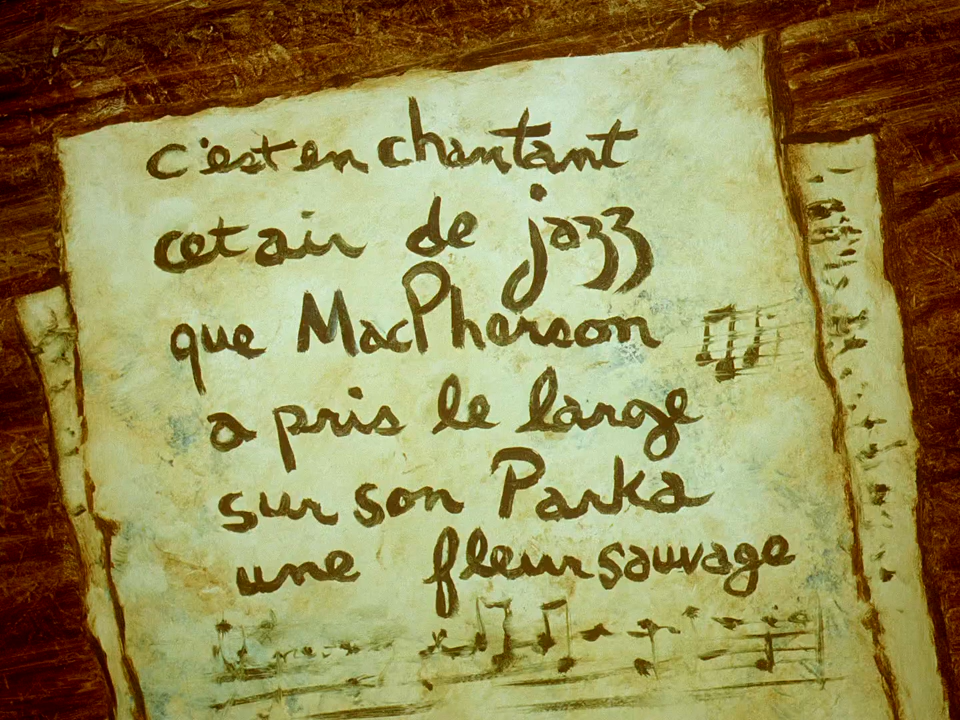 c'est en chantant
cet air de jazz
que MacPherson
a pris le large
sur son Parka
une fleur sauvage